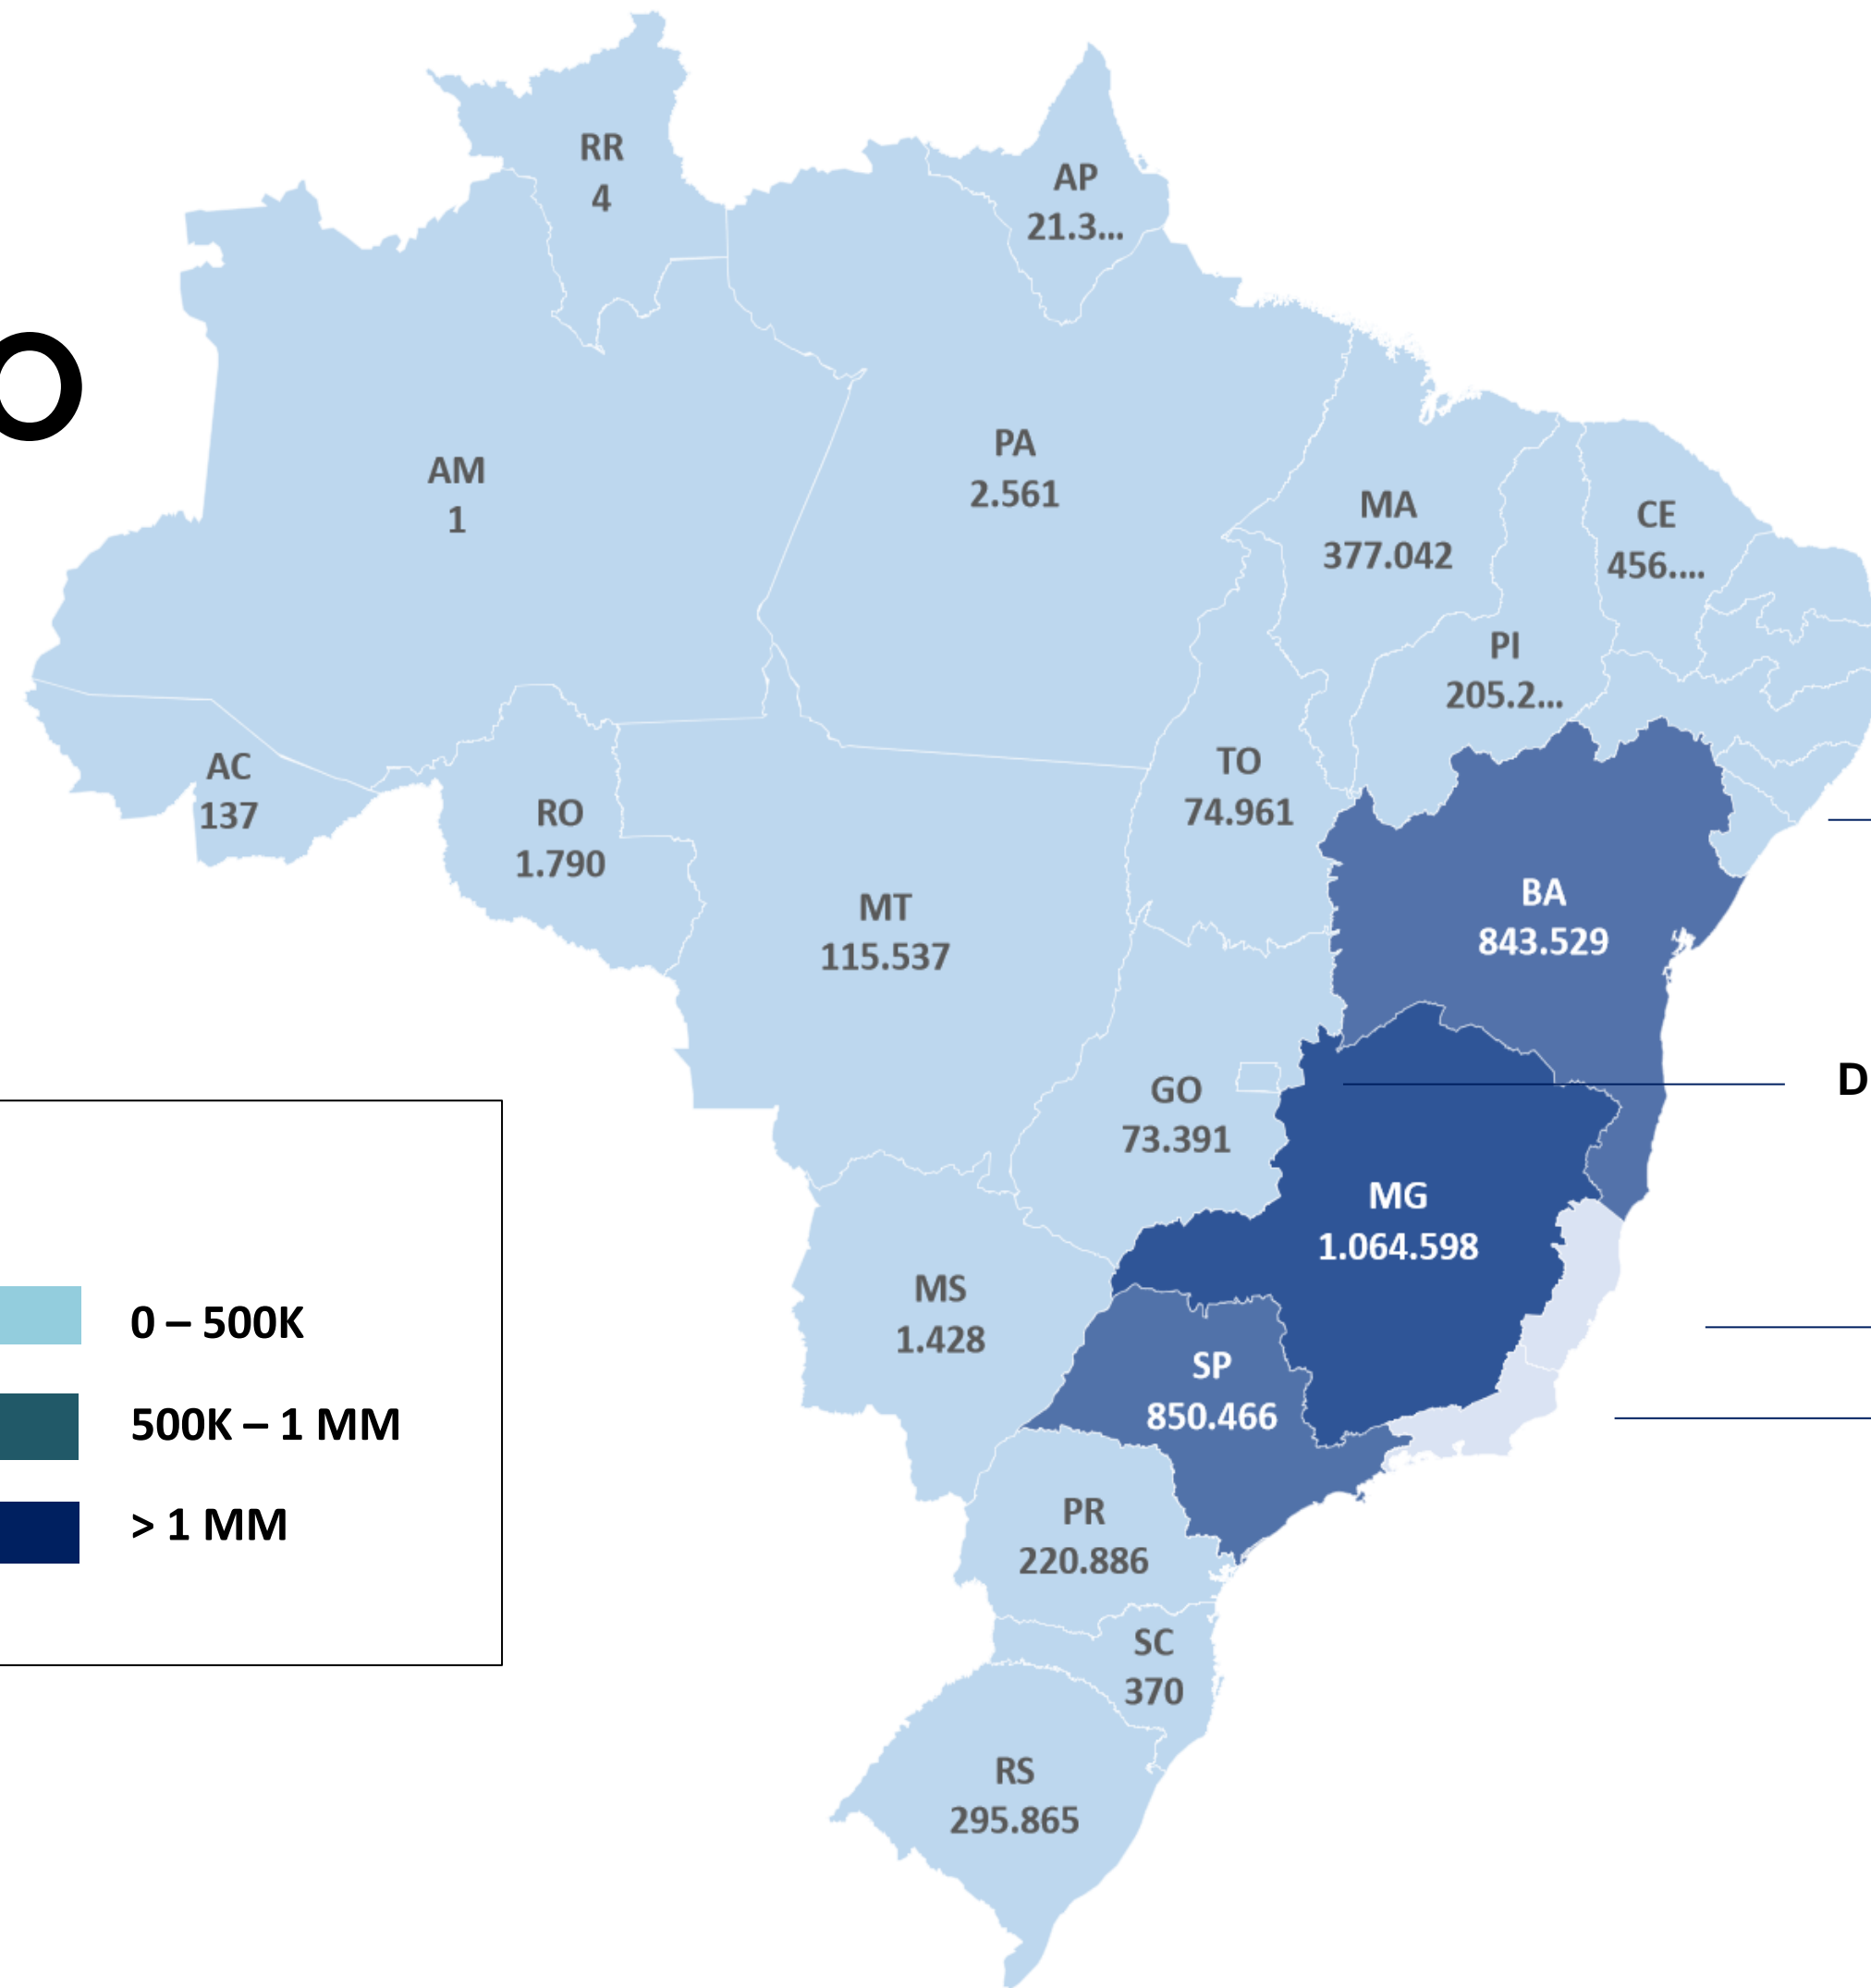 RR
4
AP
21.3...
O
PA
2.561
AM
1
MA
377.042
CE
456....
PI
205.2...
AC
137
TO
74.961
RO
1.790
BA
843.529
MT
115.537
D
GO
73.391
MG
1.064.598
MS
1.428
0 – 500K
SP
850.466
500K – 1 MM
> 1 MM
PR
220.886
SC
370
RS
295.865